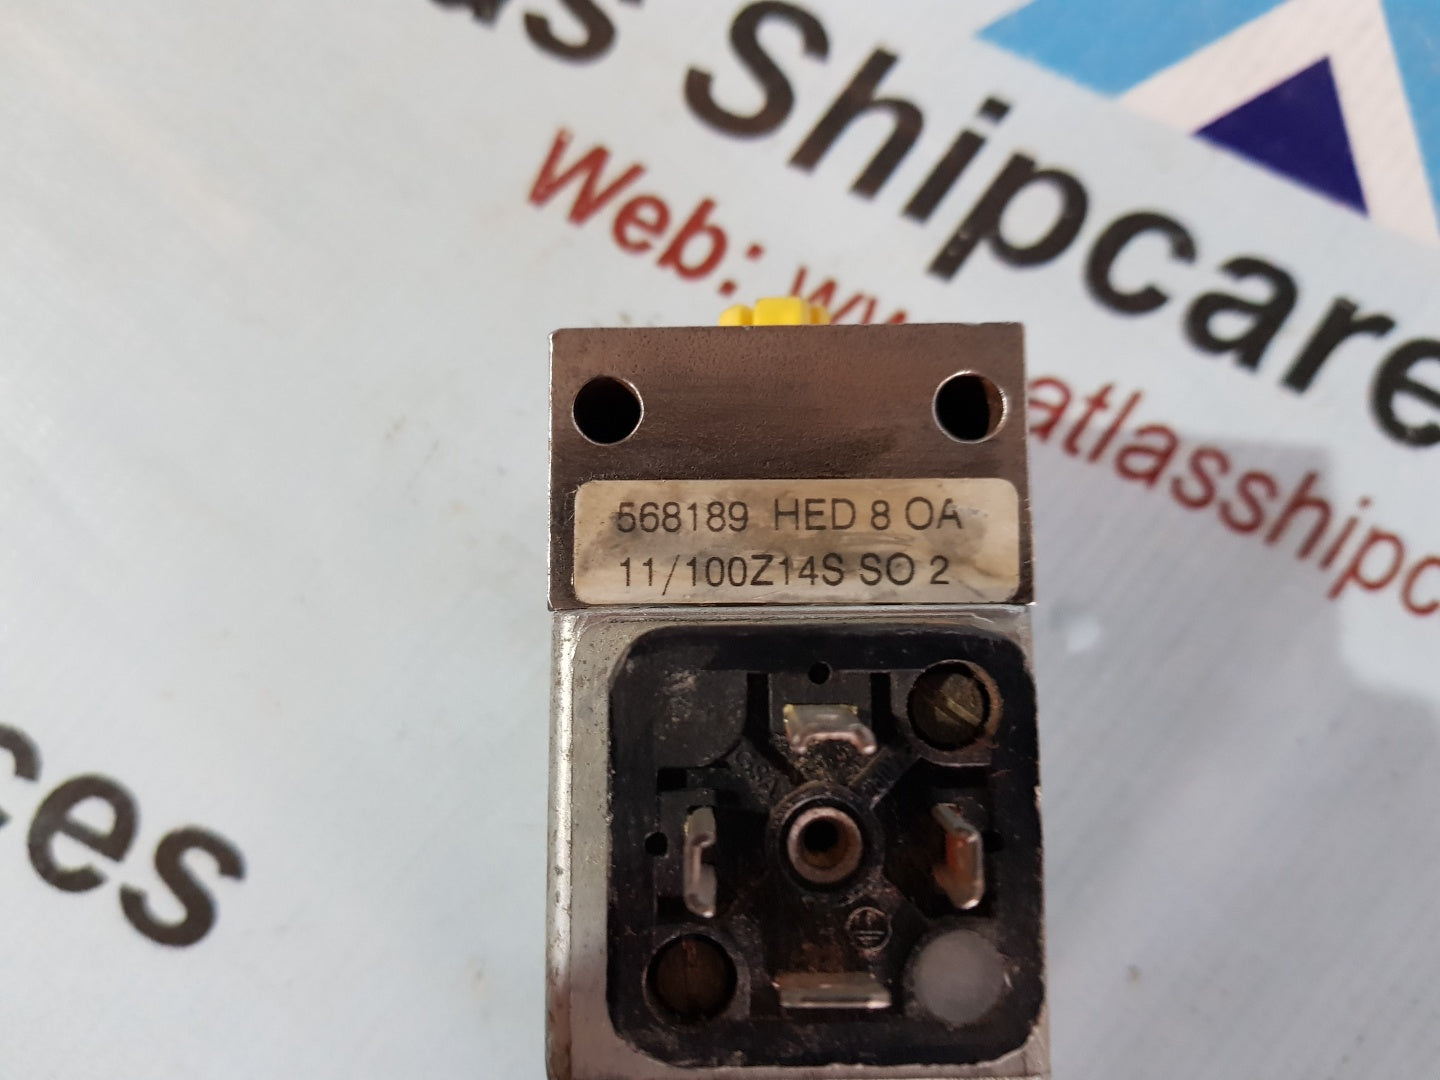 Shipcare
Web:
atlasshipc
568189 HED 8 OA
11/100Z14S SO 2
ces